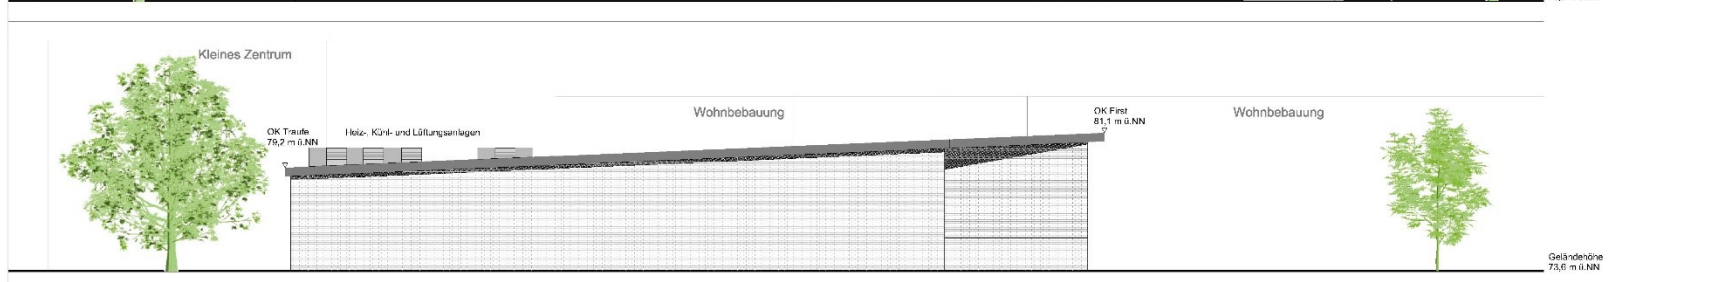 Kleines Zentrum
OK Traufe
79,2 m ü.NN
Heiz-, Kühl- und Lüftungsanlagen
Wohnbebauung
OK First
81,1 m ü.NN
Wohnbebauung
Geländehöhe
73,6 m ü.NN